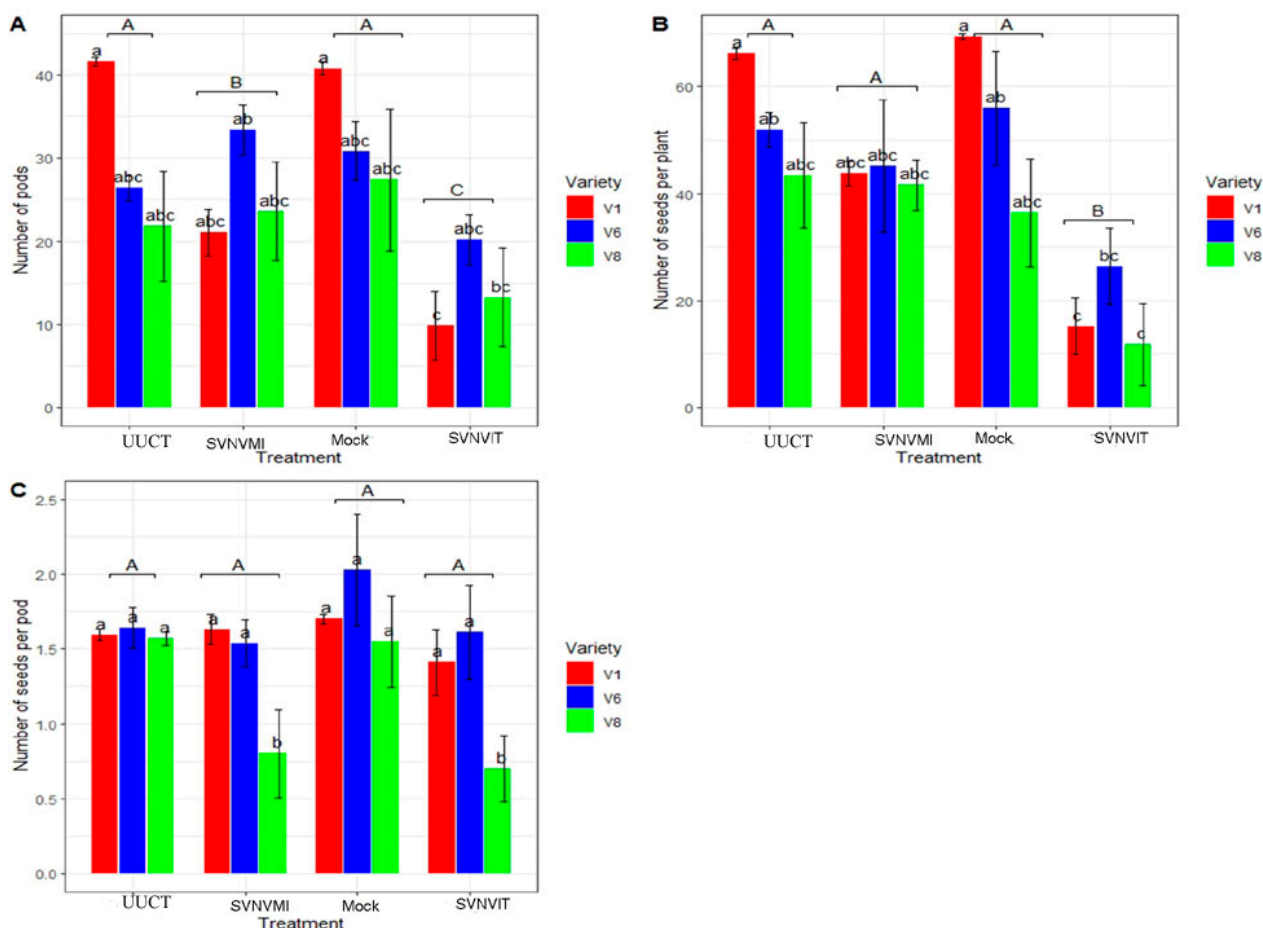 A
B
Number of pods
40
30
20
10
0
A
B
A
C
a
abc
abc
abc
ab
abc
a
abc
abc
c
abc
bc
UUCT
SVNVMI
Mock
SVNVIT
Treatment
Variety
V1
V6
V8
Number of seeds per plant
60
40
20
0
A
A
A
B
a
ab
abc
abc
abc
abc
a
ab
abc
c
bc
c
UUCT
SVNVMI
Mock
SVNVIT
Treatment
Variety
V1
V6
V8
C
Number of seeds per pod
2.5
2.0
1.5
1.0
0.5
0.0
A
A
A
A
a
a
a
a
a
b
a
a
a
a
a
b
UUCT
SVNVMI
Mock
SVNVIT
Treatment
Variety
V1
V6
V8